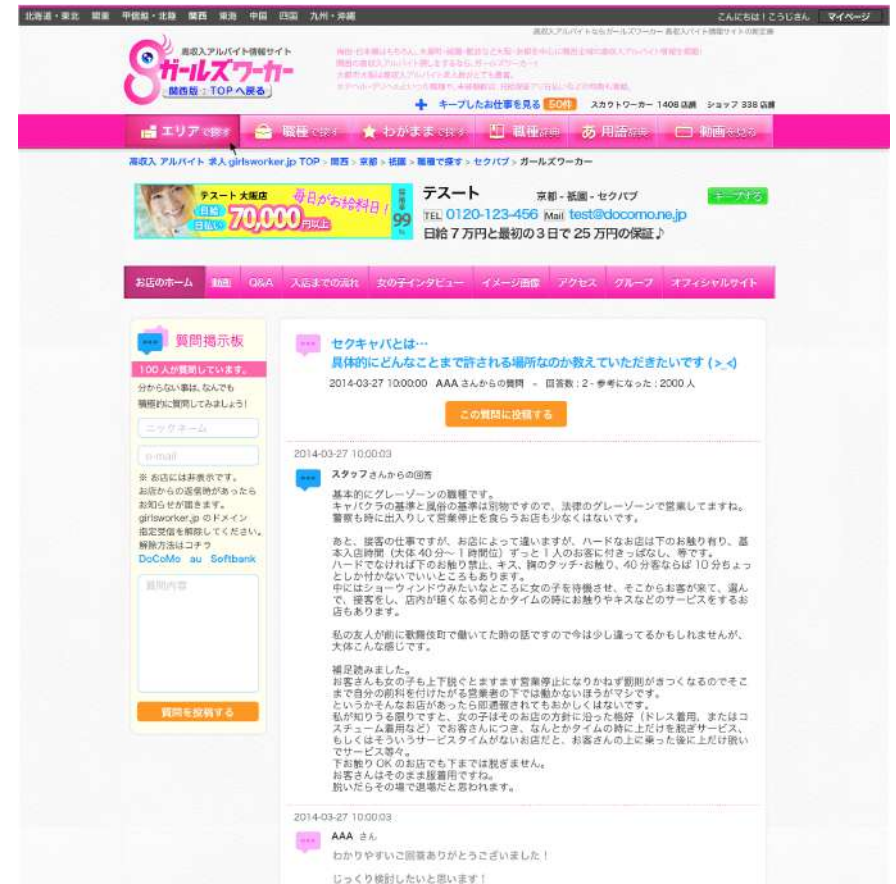 北海道・東北 関東 甲信越・北陸 関西 東海 中国 四国 九州・沖縄
こんにちは！こうじさん マイページ
高収入アルバイト情報サイト
ガールズワーカー
関西版：TOPへ戻る
キープしたお仕事を見る 50件 スカウトワーカー 1408店舗 ショップ 338店舗
エリアで探す 職種で探す わがままで探す 職種辞典 用語辞典 動画を見る
高収入 アルバイト 求人 girlsworker.jp TOP > 関西 > 京都 > 祇園 > 職種で探す > セクパブ > ガールズワーカー
テスート 大阪店
毎日がお給料日！
日給
日払い
70,000円以上
99
テスート 京都 - 祇園 - セクパブ
キープする
TEL 0120-123-456 Mail test@docomo.ne.jp
日給7万円と最初の3日で25万円の保証♪
お店のホーム 動画 Q&A 入店までの流れ 女の子インタビュー イメージ画像 アクセス グループ オフィシャルサイト
質問掲示板
100人が質問しています。
分からない事は、なんでも
積極的に質問してみましょう！
ニックネーム
e-mail
※ お店には非表示です。
お店からの返信時があったら
お知らせが届きます。
girlsworker.jp のドメイン
指定受信を解除してください。
解除方法はコチラ
DoCoMo au Softbank
質問内容
質問を投稿する
セクキャバとは…
具体的にどんなことまで許される場所なのか教えていただきたいです (>_<)
2014-03-27 10:00:00 AAAさんからの質問 - 回答数：2 - 参考になった：2000人
この質問に投稿する
2014-03-27 10:00:03
スタッフさんからの回答
基本的にグレーゾーンの職種です。
キャバクラの基準と風俗の基準は別物ですので、法律のグレーゾーンで営業してますね。
警察も時に出入りして営業停止を食らうお店も少なくはないです。
あと、接客の仕事ですが、お店によって違いますが、ハードなお店は下のお触り有り、基
本入店時間（大体40分～1時間位）ずっと1人のお客に付きっぱなし、等です。
ハードでなければ下のお触り禁止、キス、胸のタッチ・お触り、40分客ならば10分ちょっ
としか付かないでいいところもあります。
中にはショーウィンドウみたいなところに女の子を待機させ、そこからお客が来て、選ん
で、接客をし、店内が暗くなる何とかタイムの時にお触りやキスなどのサービスをするお
店もあります。
私の友人が前に歌舞伎町で働いてた時の話ですので今は少し違ってるかもしれませんが、
大体こんな感じです。
補足読みました。
お客さんも女の子も上下脱ぐとますます営業停止になりかねず罰則がきつくなるのでそこ
まで自分の前科を付けたがる営業者の下では働かないほうがマシです。
というかそんなお店があったら即通報されてもおかしくはないです。
私が知りうる限りですと、女の子はそのお店の方針に沿った格好（ドレス着用、またはコ
スチューム着用など）でお客さんにつき、なんとかタイムの時に上だけを脱ぎサービス、
もしくはそういうサービスタイムがないお店だと、お客さんの上に乗った後に上だけ脱い
でサービス等々。
下お触りOKのお店でも下までは脱ぎません。
お客さんはそのまま服着用ですね。
脱いだらその場で退場だと思われます。
2014-03-27 10:00:03
AAA さん
わかりやすいご回答ありがとうございました！
じっくり検討したいと思います！